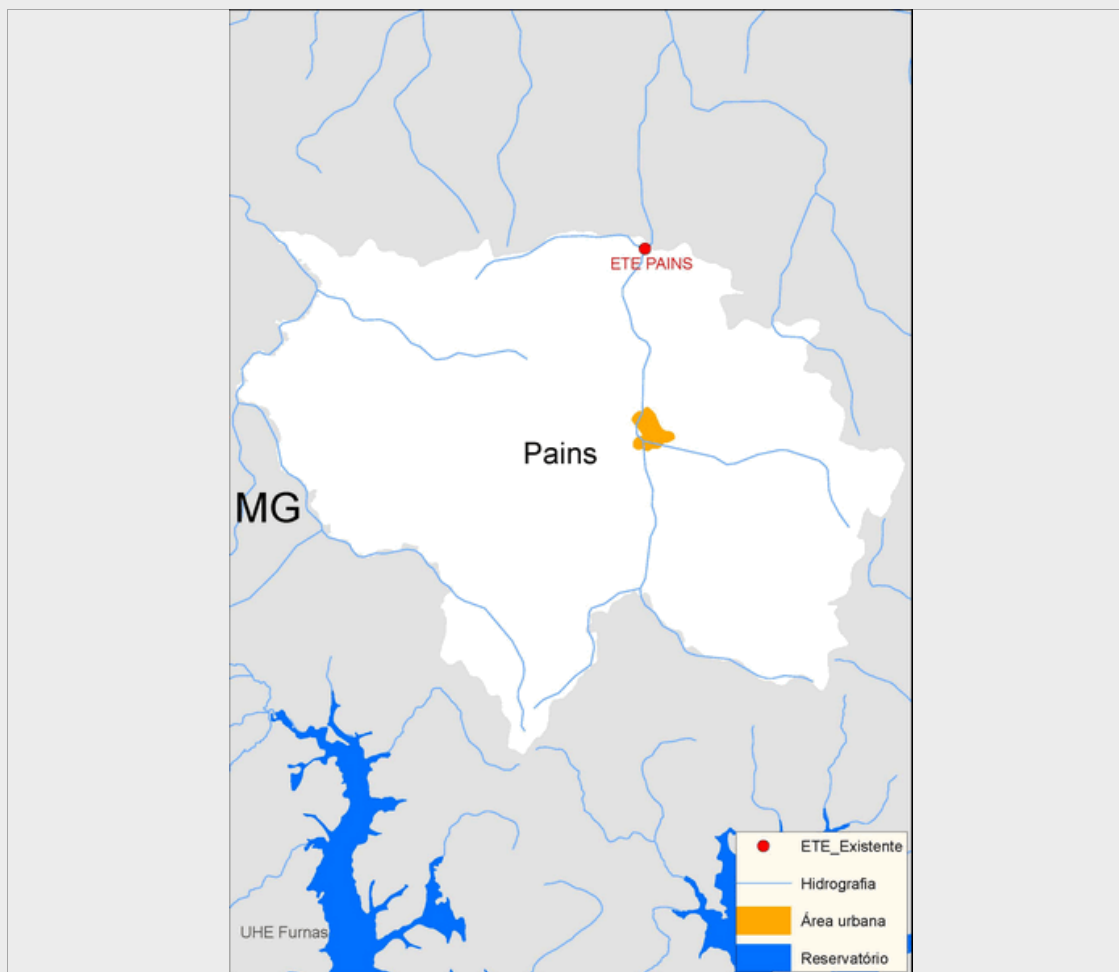 ETE PAINS
Pains
MG
UHE Furnas
ETE_Existente
Hidrografia
Área urbana
Reservatório